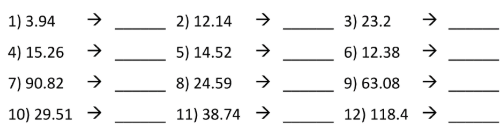 1) 3.94 → ______ 2) 12.14 → ______ 3) 23.2 → ______
4) 15.26 → ______ 5) 14.52 → ______ 6) 12.38 → ______
7) 90.82 → ______ 8) 24.59 → ______ 9) 63.08 → ______
10) 29.51 → ______ 11) 38.74 → ______ 12) 118.4 → ______